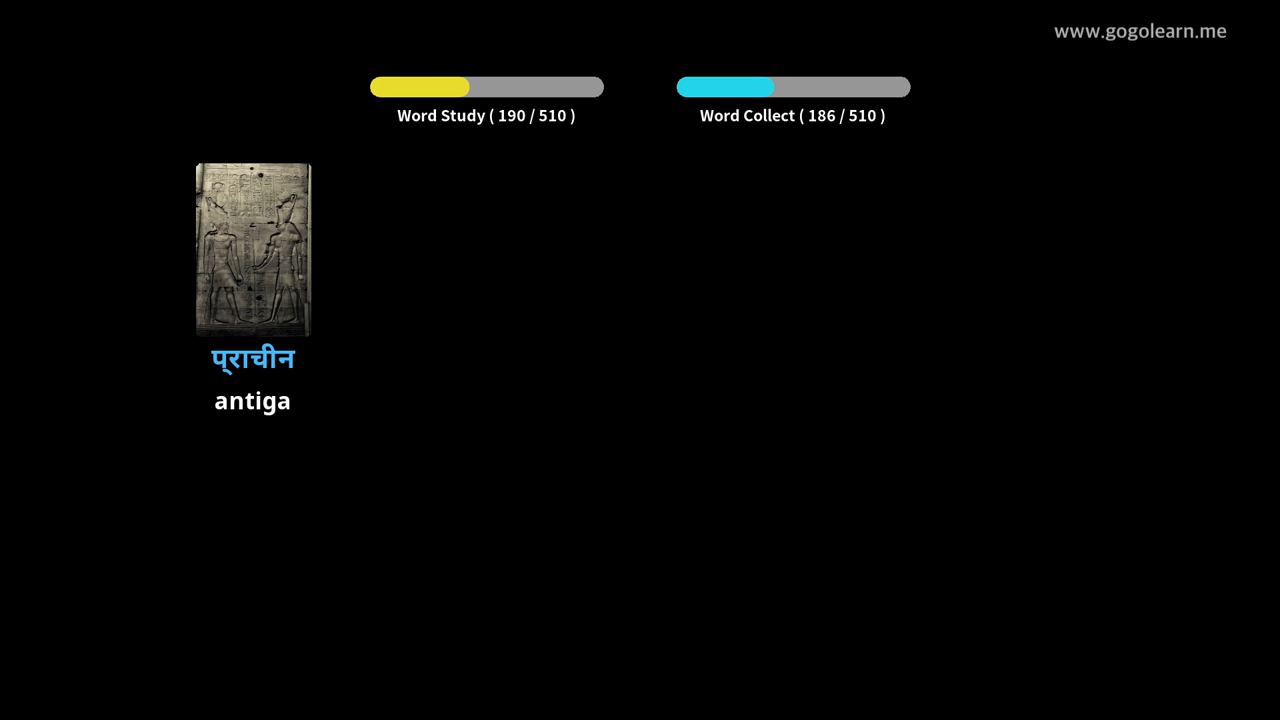 www.gogolearn.me
Word Study ( 190 / 510 )
Word Collect ( 186 / 510 )
प्राचीन
antiga